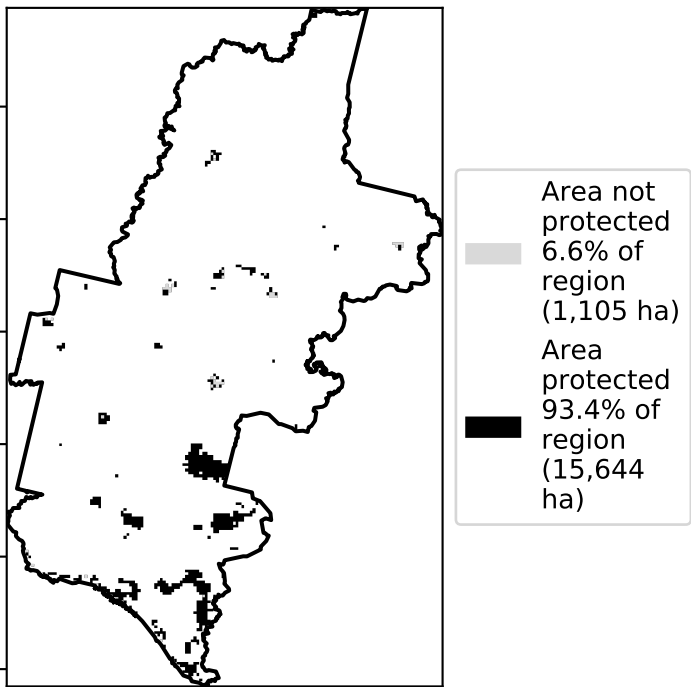 Area not
protected
6.6% of
region
(1,105 ha)
Area
protected
93.4% of
region
(15,644
ha)